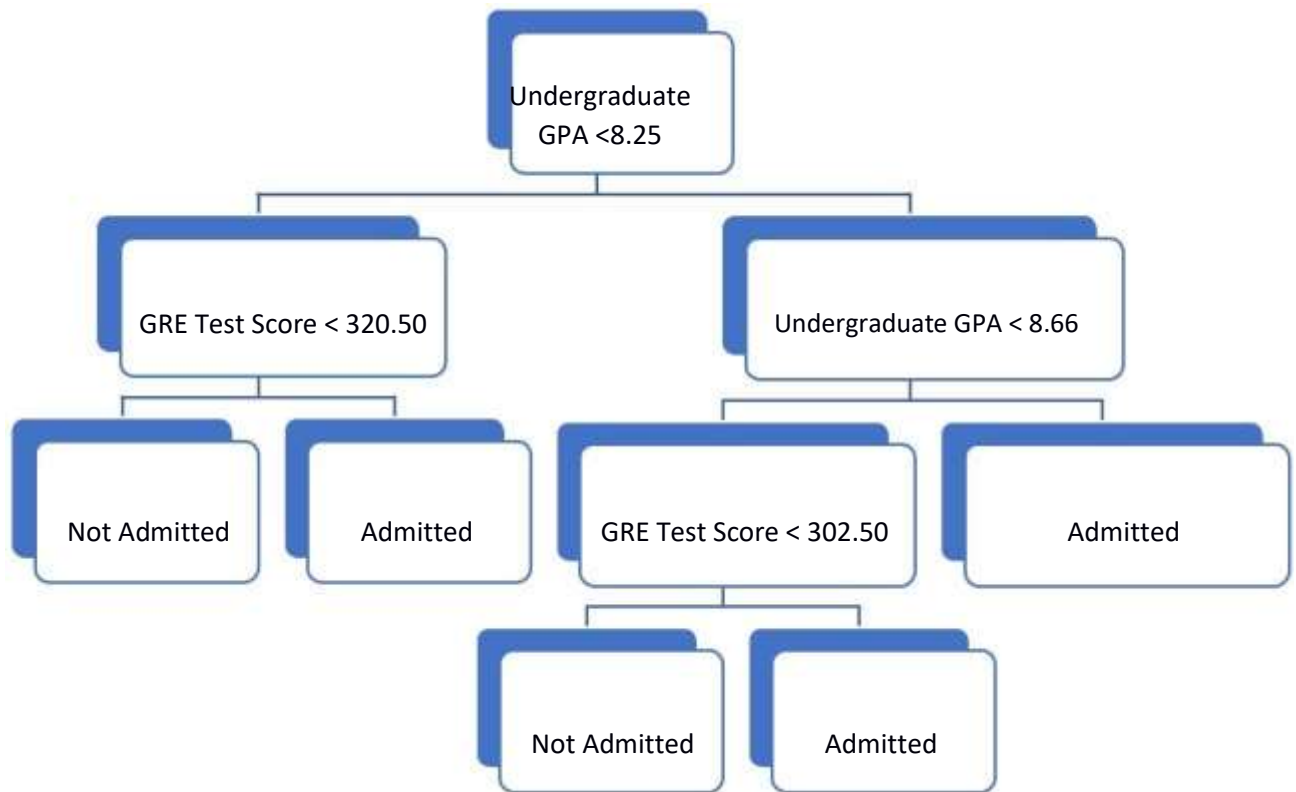 Undergraduate
GPA <8.25
GRE Test Score < 320.50
Undergraduate GPA < 8.66
Not Admitted
Admitted
GRE Test Score < 302.50
Admitted
Not Admitted
Admitted